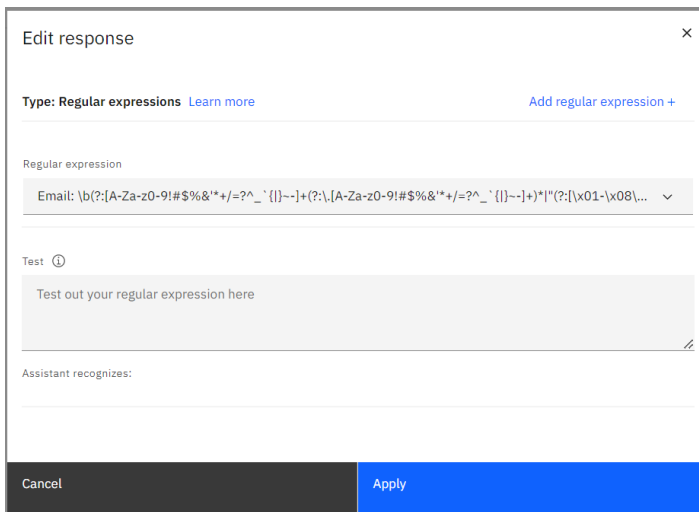 Edit response
Type: Regular expressions Learn more Add regular expression +
Regular expression
Email: \b(?:[A-Za-z0-9!#$%&'*+/=?^_`{|}~-]+(?:\.[A-Za-z0-9!#$%&'*+/=?^_`{|}~-]+)*|"(?:[\x01-\x08\...
Test
Test out your regular expression here
Assistant recognizes:
Cancel Apply